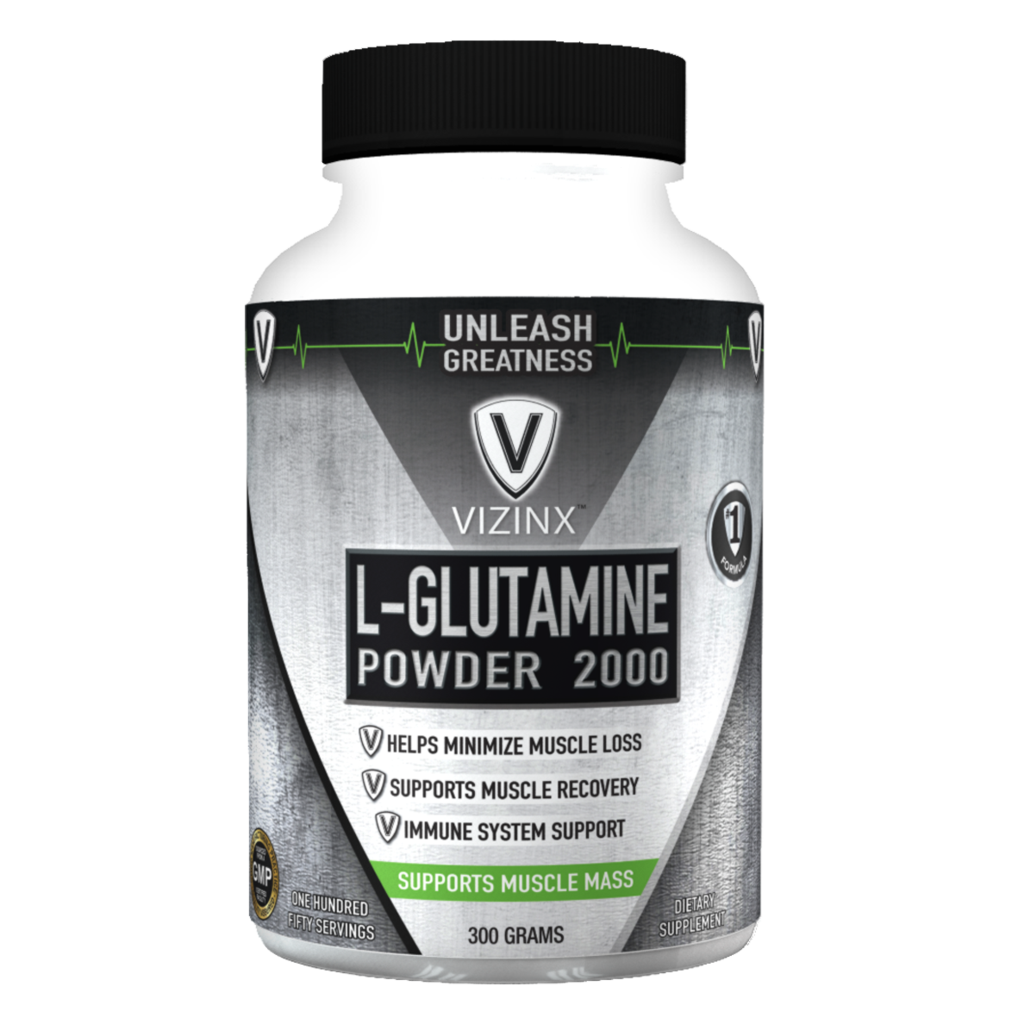 UNLEASH
GREATNESS
V
V
V
VIZINX™
#1
FORMULA
L-GLUTAMINE
POWDER 2000
V HELPS MINIMIZE MUSCLE LOSS
V SUPPORTS MUSCLE RECOVERY
V IMMUNE SYSTEM SUPPORT
SUPPORTS MUSCLE MASS
GMP
ONE HUNDRED
FIFTY SERVINGS
300 GRAMS
DIETARY
SUPPLEMENT